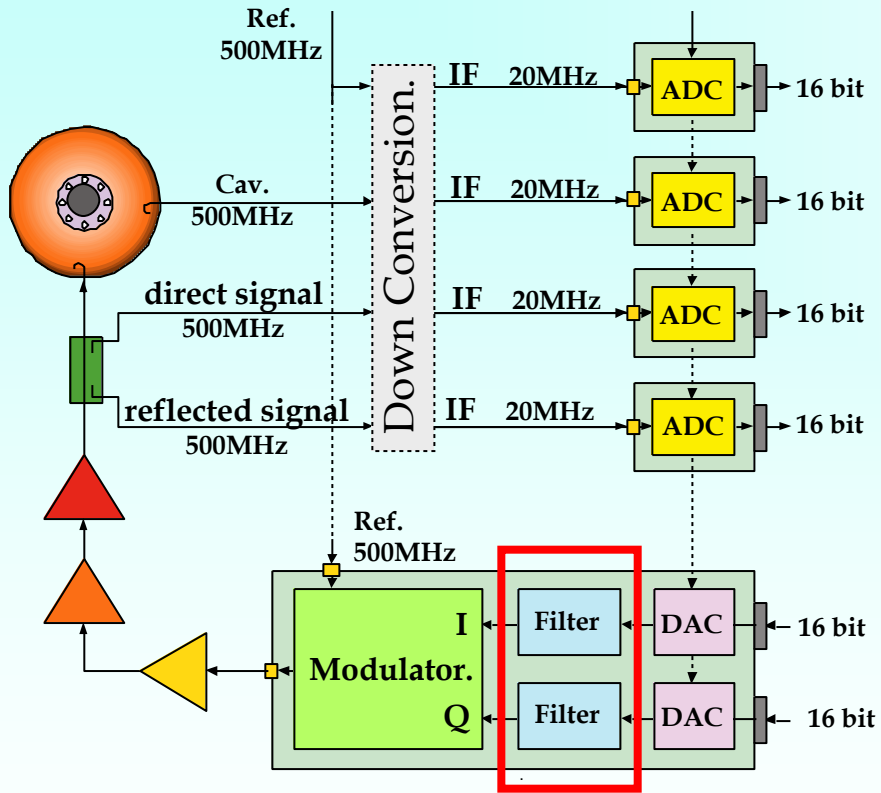 Ref.
500MHz
IF 20MHz
ADC
16 bit
Cav.
500MHz
IF 20MHz
ADC
16 bit
direct signal
500MHz
IF 20MHz
ADC
16 bit
reflected signal
500MHz
IF 20MHz
ADC
16 bit
Down Conversion.
Ref.
500MHz
Modulator.
I
Filter
DAC
16 bit
Q
Filter
DAC
16 bit